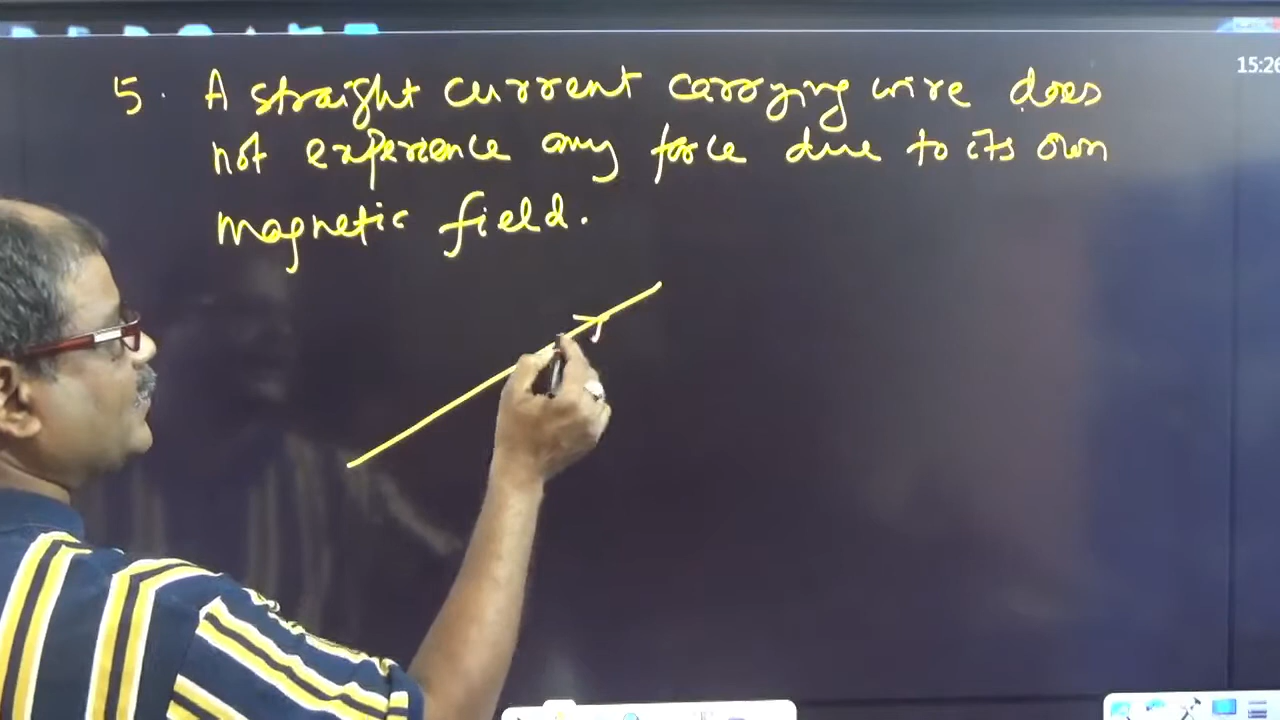 15:26
5. A straight current carrying wire does
not experience any force due to its own
magnetic field.